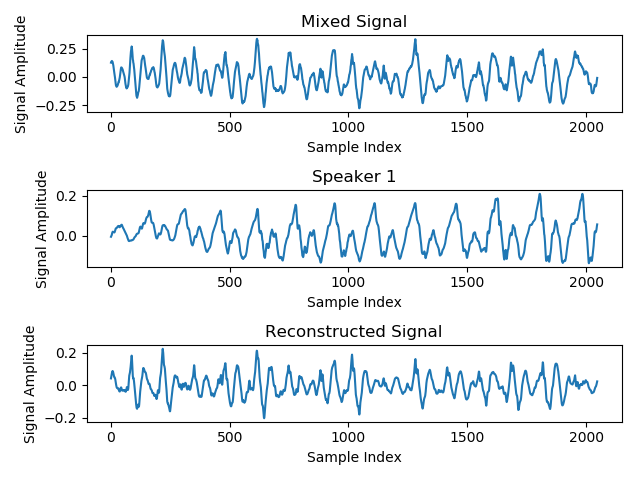 Mixed Signal
Signal Amplitude
0.25
0.00
−0.25
0 500 1000 1500 2000
Sample Index
Speaker 1
Signal Amplitude
0.2
0.0
0 500 1000 1500 2000
Sample Index
Reconstructed Signal
Signal Amplitude
0.2
0.0
−0.2
0 500 1000 1500 2000
Sample Index